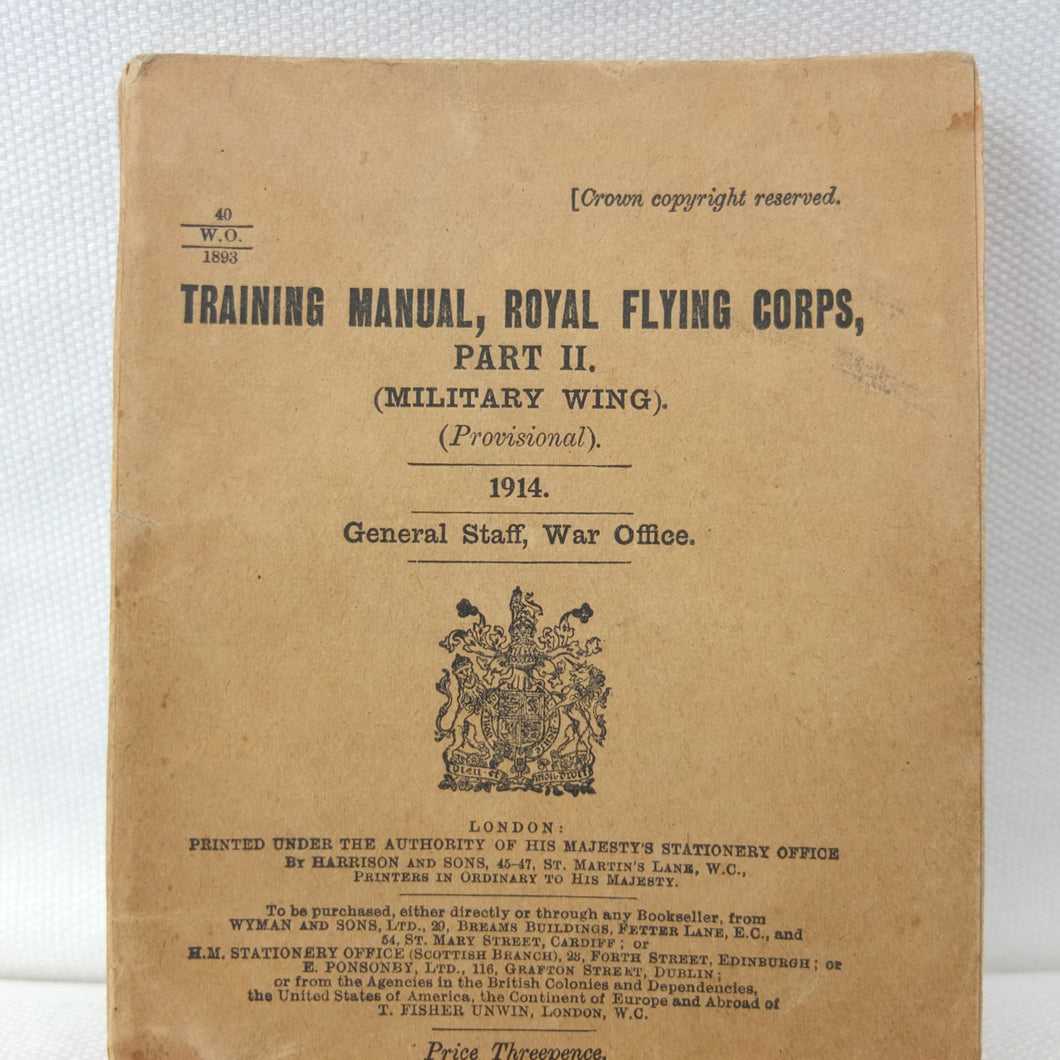 [Crown copyright reserved.
40
W.O.
1893
TRAINING MANUAL, ROYAL FLYING CORPS,
PART II.
(MILITARY WING).
(Provisional).
1914.
General Staff, War Office.
Dieu et mon droit
LONDON:
PRINTED UNDER THE AUTHORITY OF HIS MAJESTY'S STATIONERY OFFICE
BY HARRISON AND SONS, 45-47, ST. MARTIN'S LANE, W.C.,
PRINTERS IN ORDINARY TO HIS MAJESTY.
To be purchased, either directly or through any Bookseller, from
WYMAN AND SONS, LTD., 29, BREAMS BUILDINGS, FETTER LANE, E.C., and
54, ST. MARY STREET, CARDIFF; or
H.M. STATIONERY OFFICE (SCOTTISH BRANCH), 23, FORTH STREET, EDINBURGH; or
E. PONSONBY, LTD., 116, GRAFTON STREET, DUBLIN;
or from the Agencies in the British Colonies and Dependencies,
the United States of America, the Continent of Europe and Abroad of
T. FISHER UNWIN, LONDON, W.C.
Price Threepence.